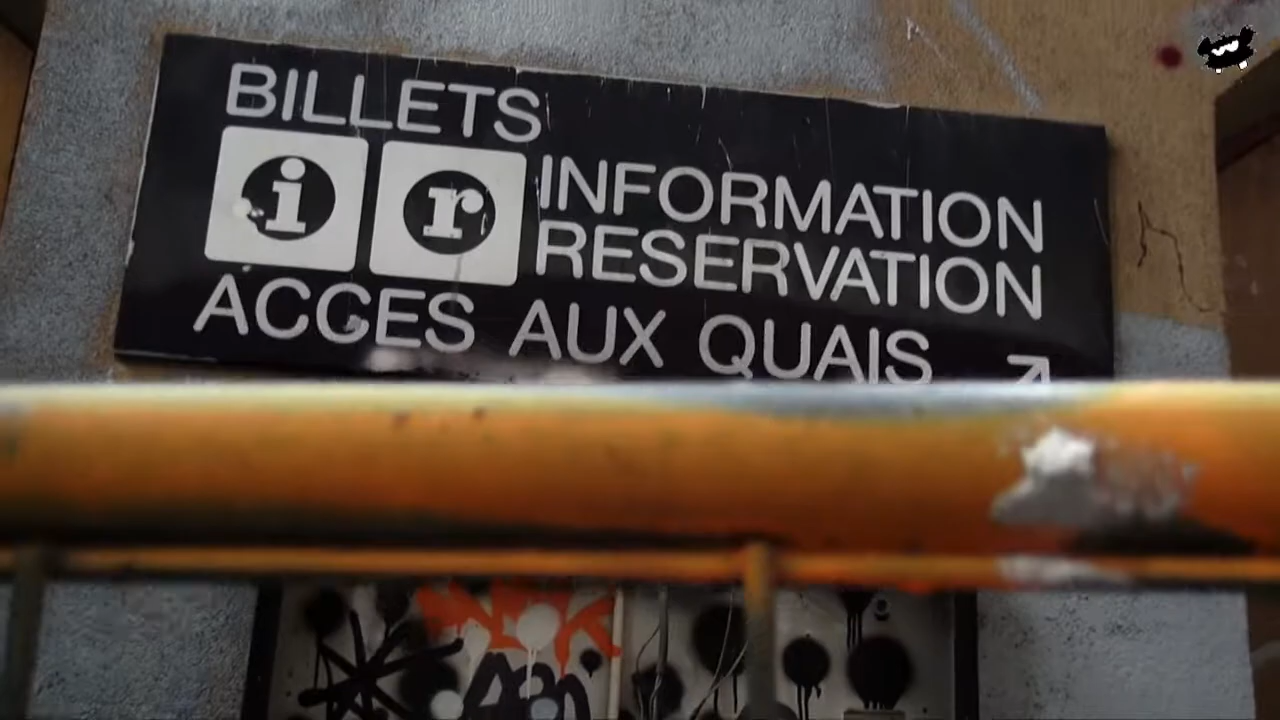 BILLETS
i r INFORMATION
RESERVATION
ACCES AUX QUAIS